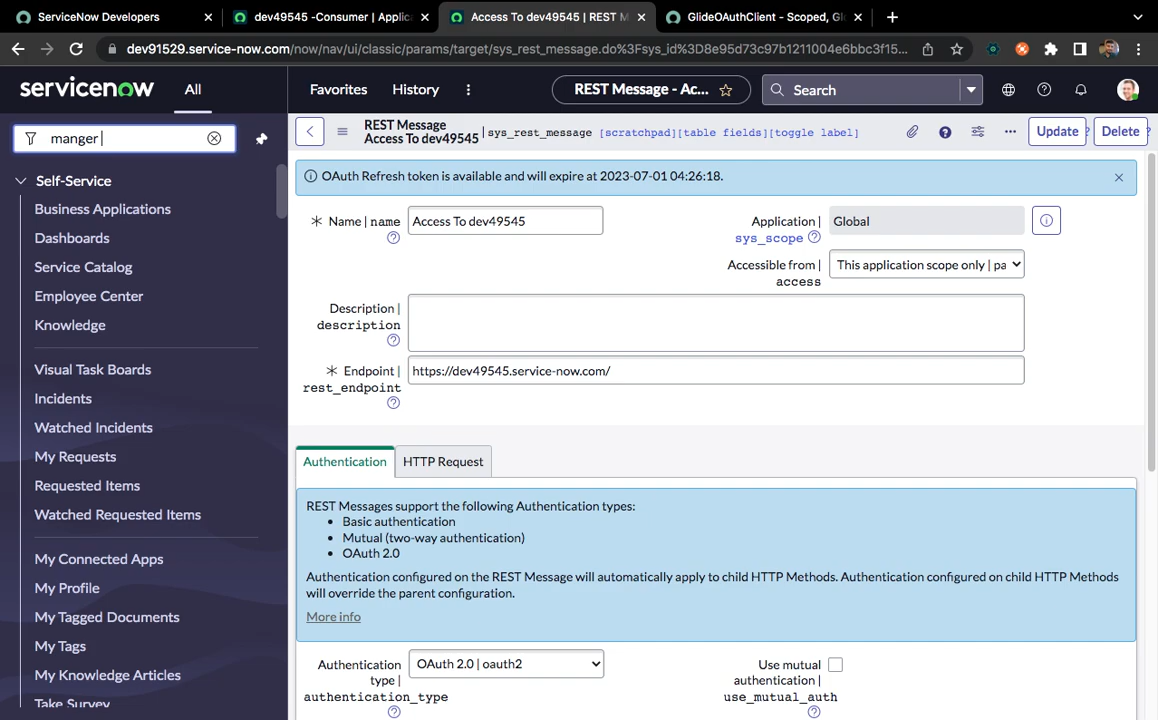 ServiceNow Developers
dev49545 -Consumer | Applic
Access To dev49545 | REST M
GlideOAuthClient - Scoped, Gl
dev91529.service-now.com/now/nav/ui/classic/params/target/sys_rest_message.do%3Fsys_id%3D8e95d73c97b1211004e6bbc3f15...
servicenow
All
Favorites
History
REST Message - Ac...
Search
manger
Self-Service
Business Applications
Dashboards
Service Catalog
Employee Center
Knowledge
Visual Task Boards
Incidents
Watched Incidents
My Requests
Requested Items
Watched Requested Items
My Connected Apps
My Profile
My Tagged Documents
My Tags
My Knowledge Articles
Take Survey
REST Message
Access To dev49545
sys_rest_message [scratchpad][table fields][toggle label]
Update
Delete
OAuth Refresh token is available and will expire at 2023-07-01 04:26:18.
Name | name
Access To dev49545
Application |
sys_scope
Global
Accessible from |
access
This application scope only | pa
Description |
description
Endpoint |
rest_endpoint
https://dev49545.service-now.com/
Authentication
HTTP Request
REST Messages support the following Authentication types:
• Basic authentication
• Mutual (two-way authentication)
• OAuth 2.0
Authentication configured on the REST Message will automatically apply to child HTTP Methods. Authentication configured on child HTTP Methods
will override the parent configuration.
More info
Authentication
type |
authentication_type
OAuth 2.0 | oauth2
Use mutual
authentication |
use_mutual_auth